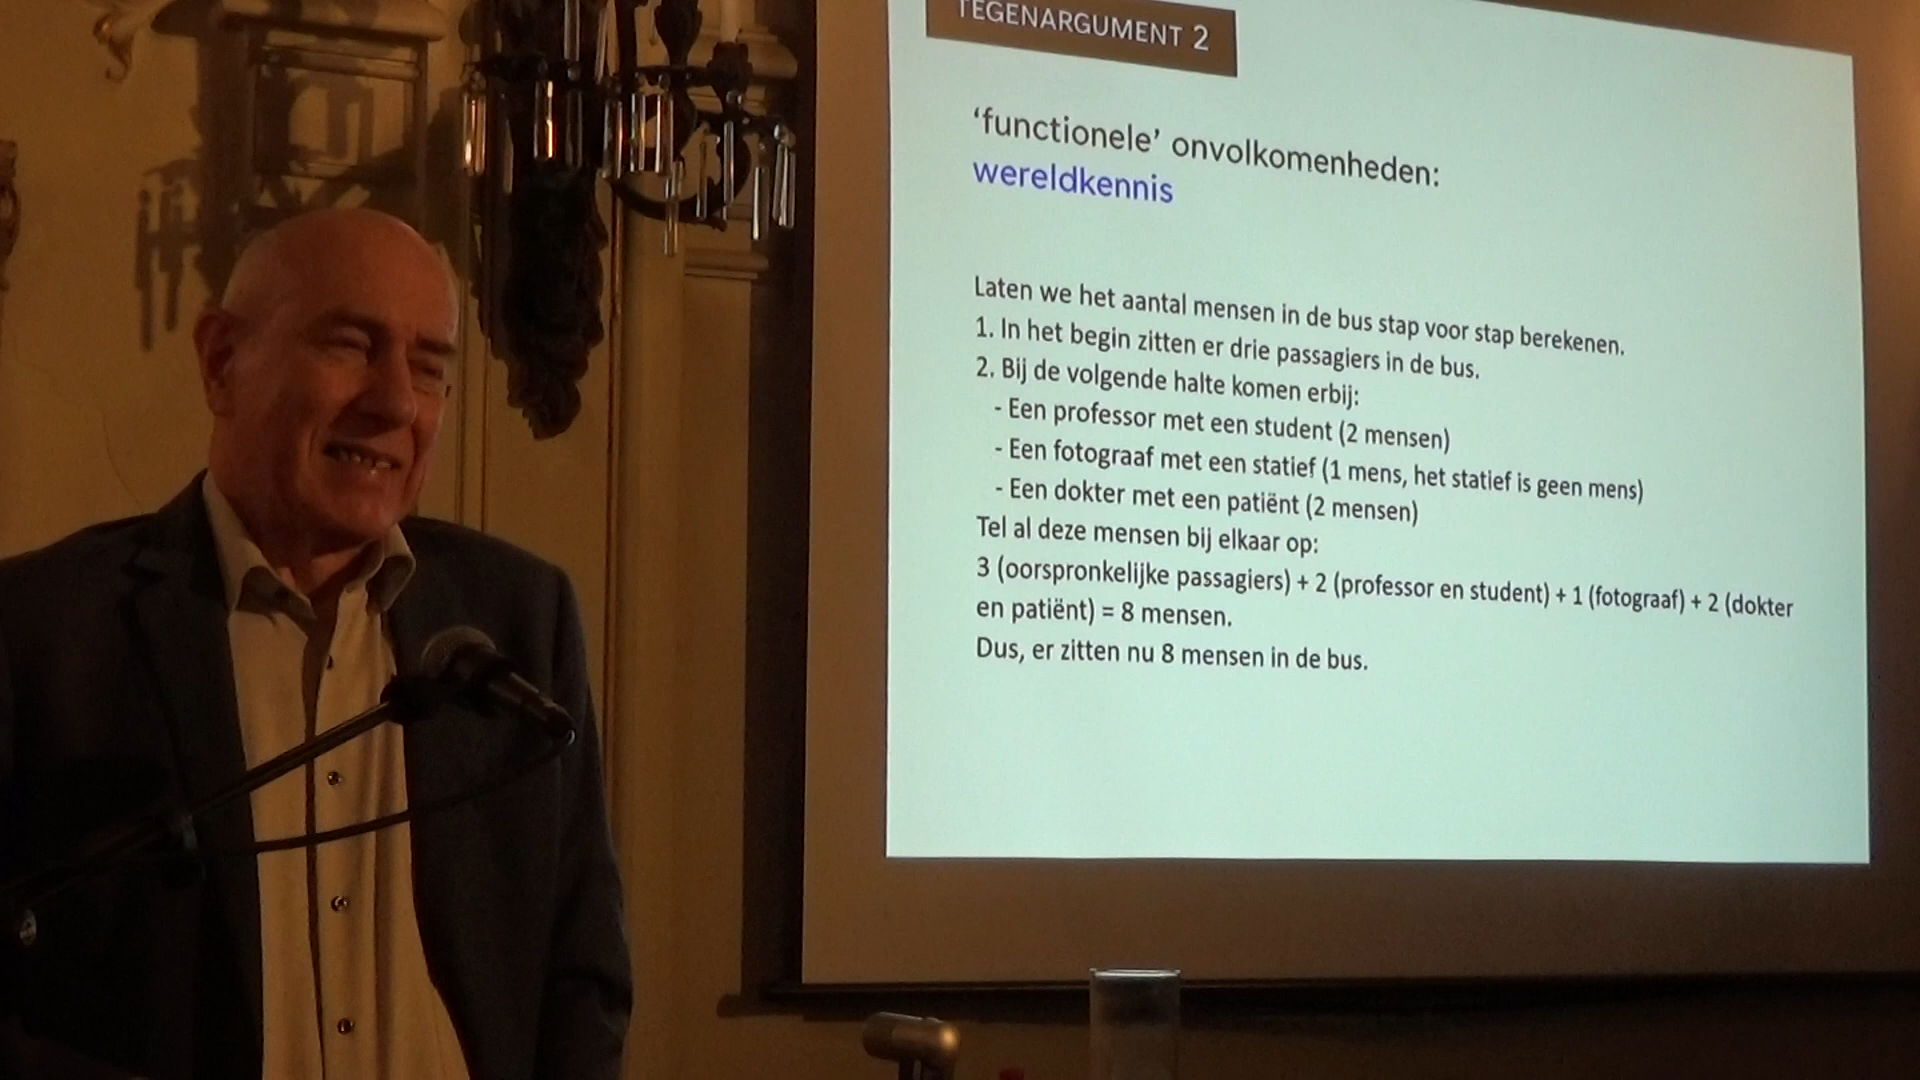 TEGENARGUMENT 2
‘functionele’ onvolkomenheden:
wereldkennis
Laten we het aantal mensen in de bus stap voor stap berekenen.
1. In het begin zitten er drie passagiers in de bus.
2. Bij de volgende halte komen erbij:
- Een professor met een student (2 mensen)
- Een fotograaf met een statief (1 mens, het statief is geen mens)
- Een dokter met een patiënt (2 mensen)
Tel al deze mensen bij elkaar op:
3 (oorspronkelijke passagiers) + 2 (professor en student) + 1 (fotograaf) + 2 (dokter
en patiënt) = 8 mensen.
Dus, er zitten nu 8 mensen in de bus.